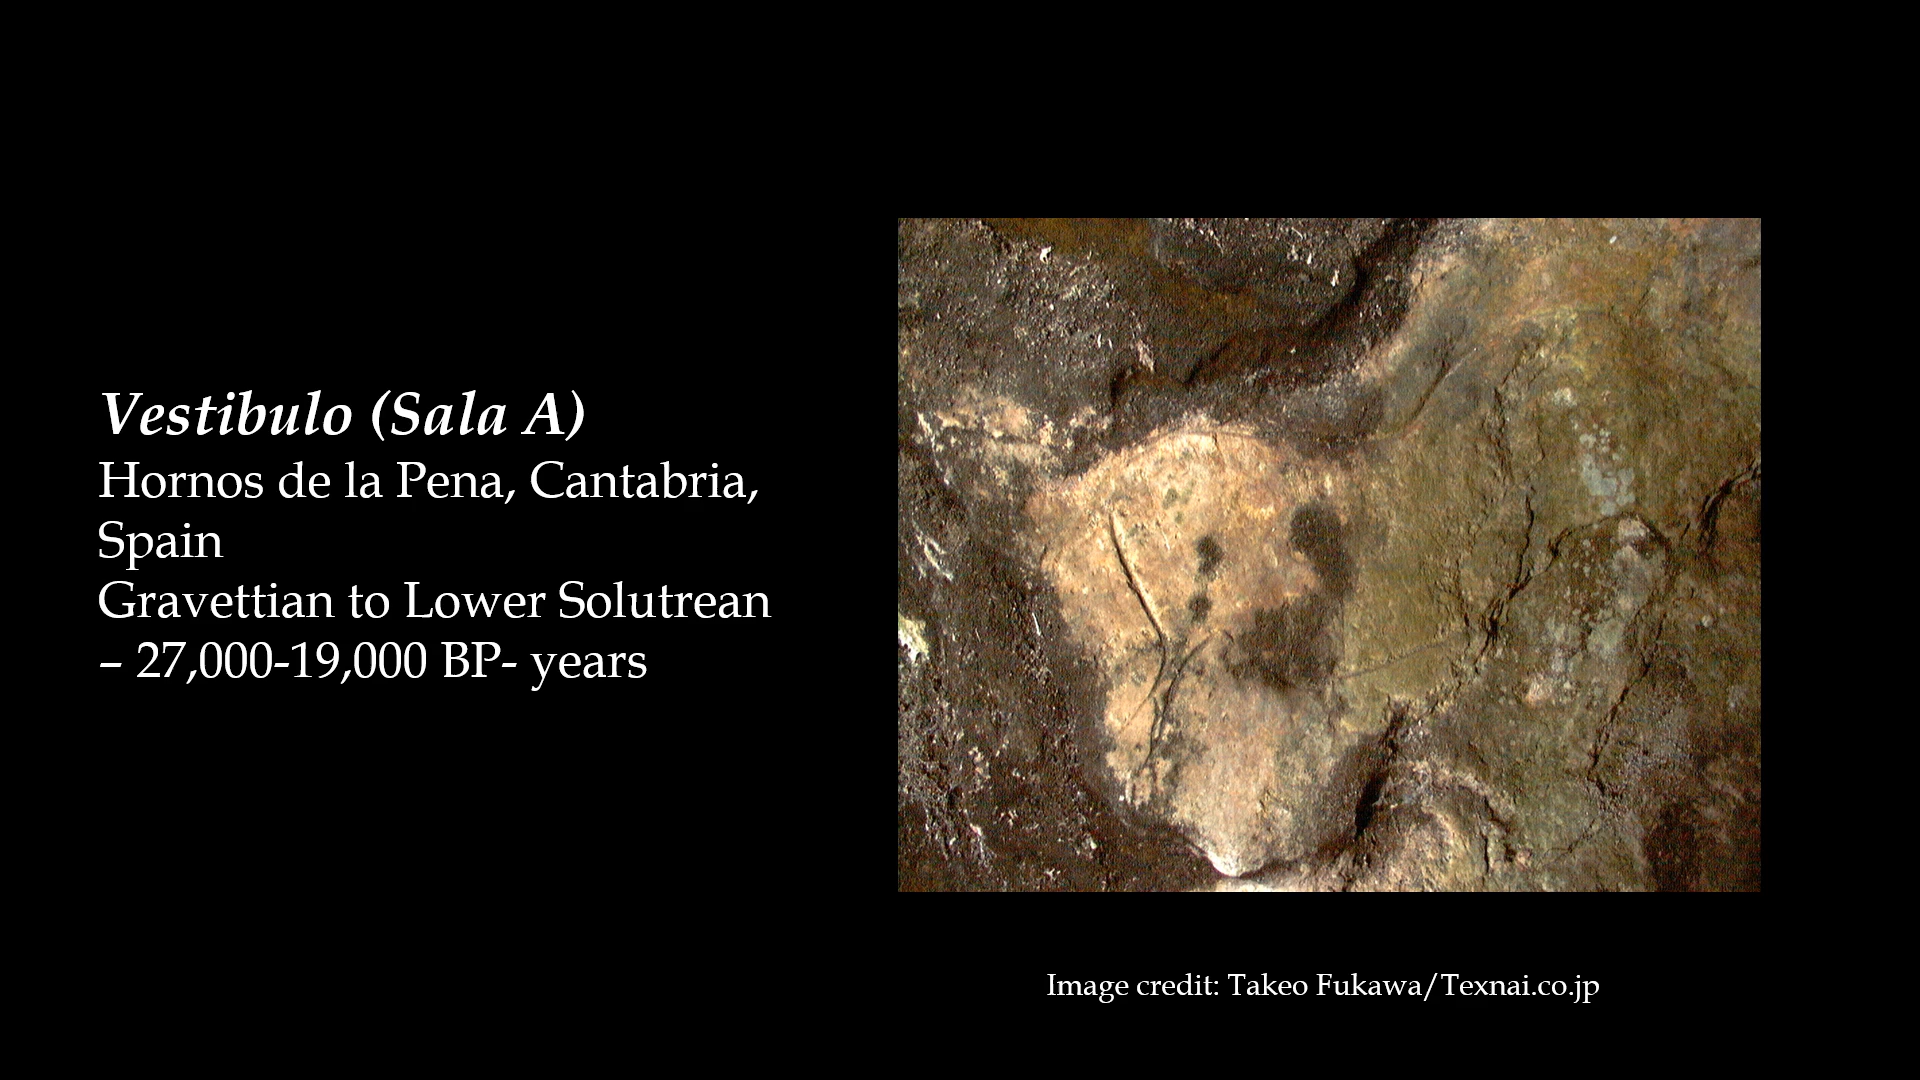 Vestibulo (Sala A)
Hornos de la Pena, Cantabria,
Spain
Gravettian to Lower Solutrean
– 27,000-19,000 BP- years
Image credit: Takeo Fukawa/Texnai.co.jp